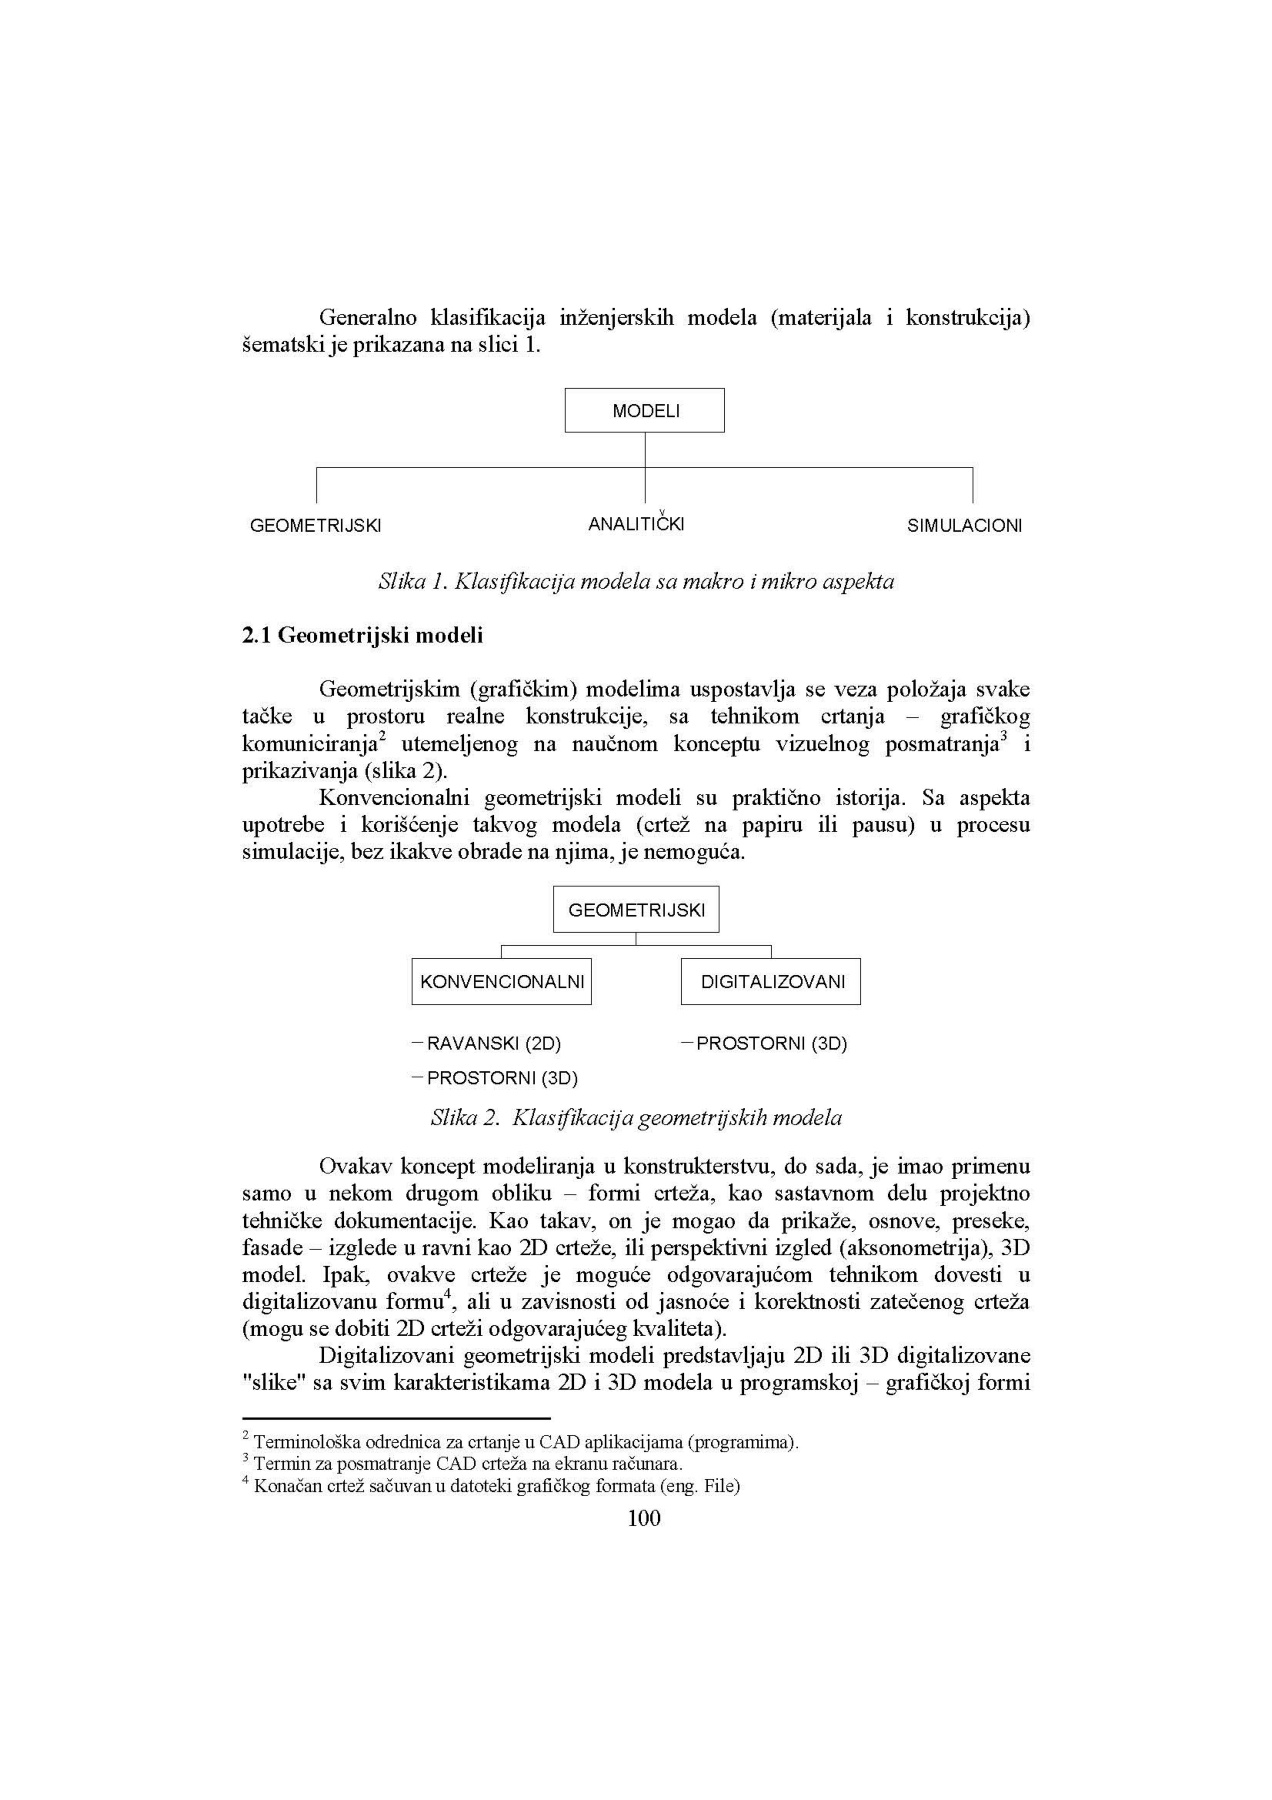 Generalno klasifikacija inženjerskih modela (materijala i konstrukcija)
šematski je prikazana na slici 1.
MODELI
GEOMETRIJSKI
ANALITIČKI
SIMULACIONI
Slika 1. Klasifikacija modela sa makro i mikro aspekta
2.1 Geometrijski modeli
Geometrijskim (grafičkim) modelima uspostavlja se veza položaja svake
tačke u prostoru realne konstrukcije, sa tehnikom crtanja – grafičkog
komuniciranja² utemeljenog na naučnom konceptu vizuelnog posmatranja³ i
prikazivanja (slika 2).
Konvencionalni geometrijski modeli su praktično istorija. Sa aspekta
upotrebe i korišćenje takvog modela (crtež na papiru ili pausu) u procesu
simulacije, bez ikakve obrade na njima, je nemoguća.
GEOMETRIJSKI
KONVENCIONALNI
DIGITALIZOVANI
– RAVANSKI (2D)
– PROSTORNI (3D)
– PROSTORNI (3D)
Slika 2. Klasifikacija geometrijskih modela
Ovakav koncept modeliranja u konstrukterstvu, do sada, je imao primenu
samo u nekom drugom obliku – formi crteža, kao sastavnom delu projektno
tehničke dokumentacije. Kao takav, on je mogao da prikaže, osnove, preseke,
fasade – izglede u ravni kao 2D crteže, ili perspektivni izgled (aksonometrija), 3D
model. Ipak, ovakve crteže je moguće odgovarajućom tehnikom dovesti u
digitalizovanu formu⁴, ali u zavisnosti od jasnoće i korektnosti zatečenog crteža
(mogu se dobiti 2D crteži odgovarajućeg kvaliteta).
Digitalizovani geometrijski modeli predstavljaju 2D ili 3D digitalizovane
"slike" sa svim karakteristikama 2D i 3D modela u programskoj – grafičkoj formi
² Terminološka odrednica za crtanje u CAD aplikacijama (programima).
³ Termin za posmatranje CAD crteža na ekranu računara.
⁴ Konačan crtež sačuvan u datoteki grafičkog formata (eng. File)
100